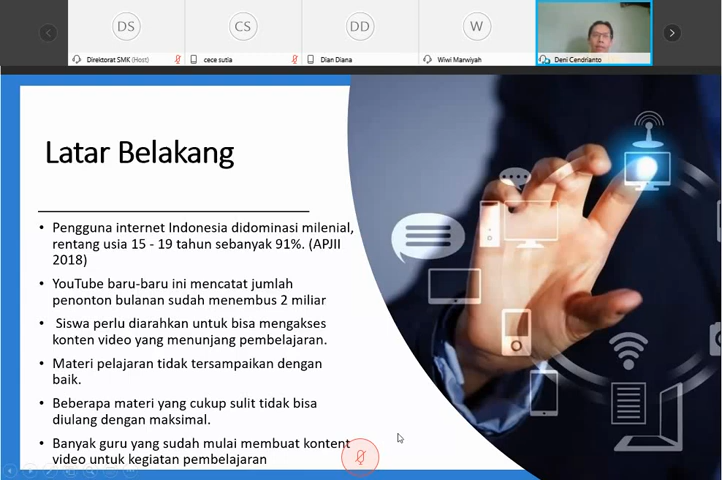 DS
CS
DD
W
Direktorat SMK (Host)
cece sutia
Dian Diana
Wiwi Marwiyah
Deni Cendrianto
Latar Belakang
• Pengguna internet Indonesia didominasi milenial,
rentang usia 15 - 19 tahun sebanyak 91%. (APJII
2018)
• YouTube baru-baru ini mencatat jumlah
penonton bulanan sudah menembus 2 miliar
• Siswa perlu diarahkan untuk bisa mengakses
konten video yang menunjang pembelajaran.
• Materi pelajaran tidak tersampaikan dengan
baik.
• Beberapa materi yang cukup sulit tidak bisa
diulang dengan maksimal.
• Banyak guru yang sudah mulai membuat kontent
video untuk kegiatan pembelajaran